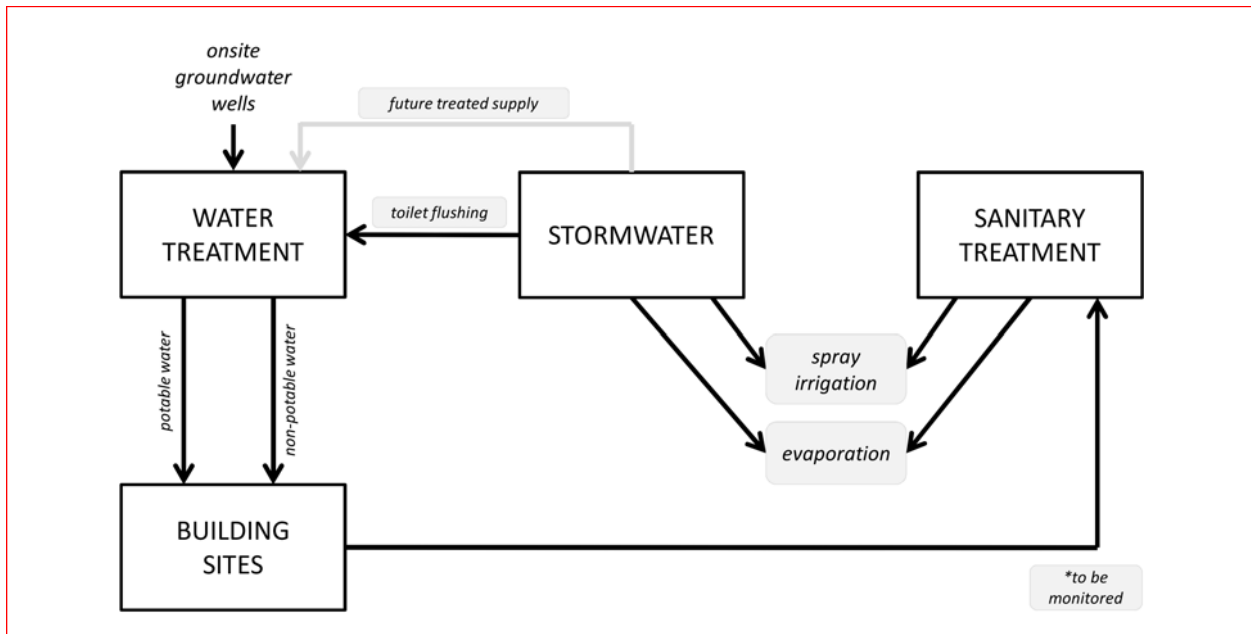 onsite
groundwater
wells
future treated supply
WATER
TREATMENT
toilet flushing
STORMWATER
SANITARY
TREATMENT
potable water
non-potable water
spray
irrigation
evaporation
BUILDING
SITES
*to be
monitored